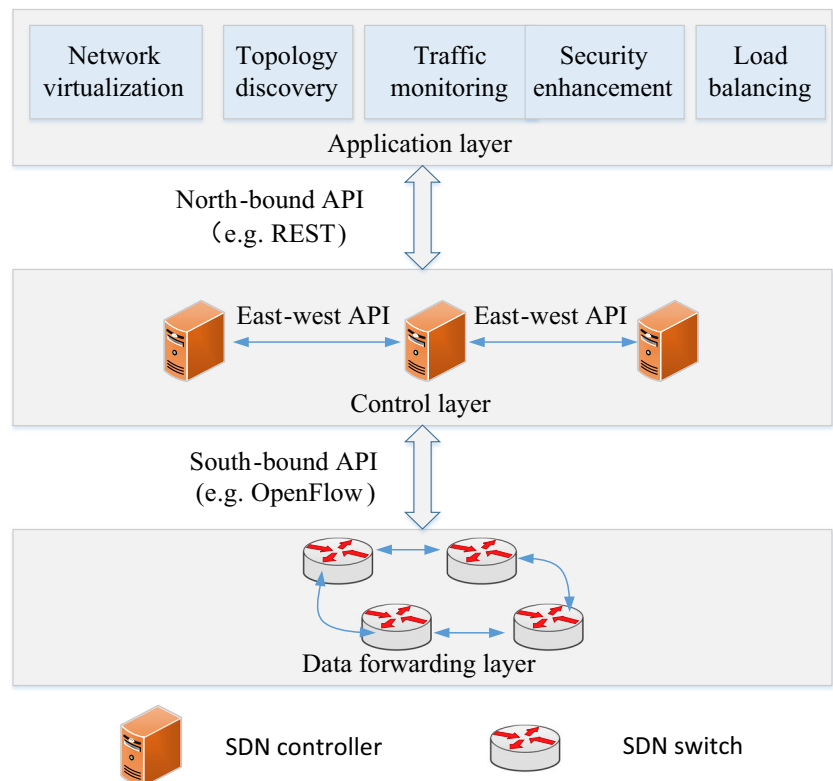 Network
virtualization
Topology
discovery
Traffic
monitoring
Security
enhancement
Load
balancing
Application layer
North-bound API
（e.g. REST)
East-west API
East-west API
Control layer
South-bound API
(e.g. OpenFlow)
Data forwarding layer
SDN controller
SDN switch